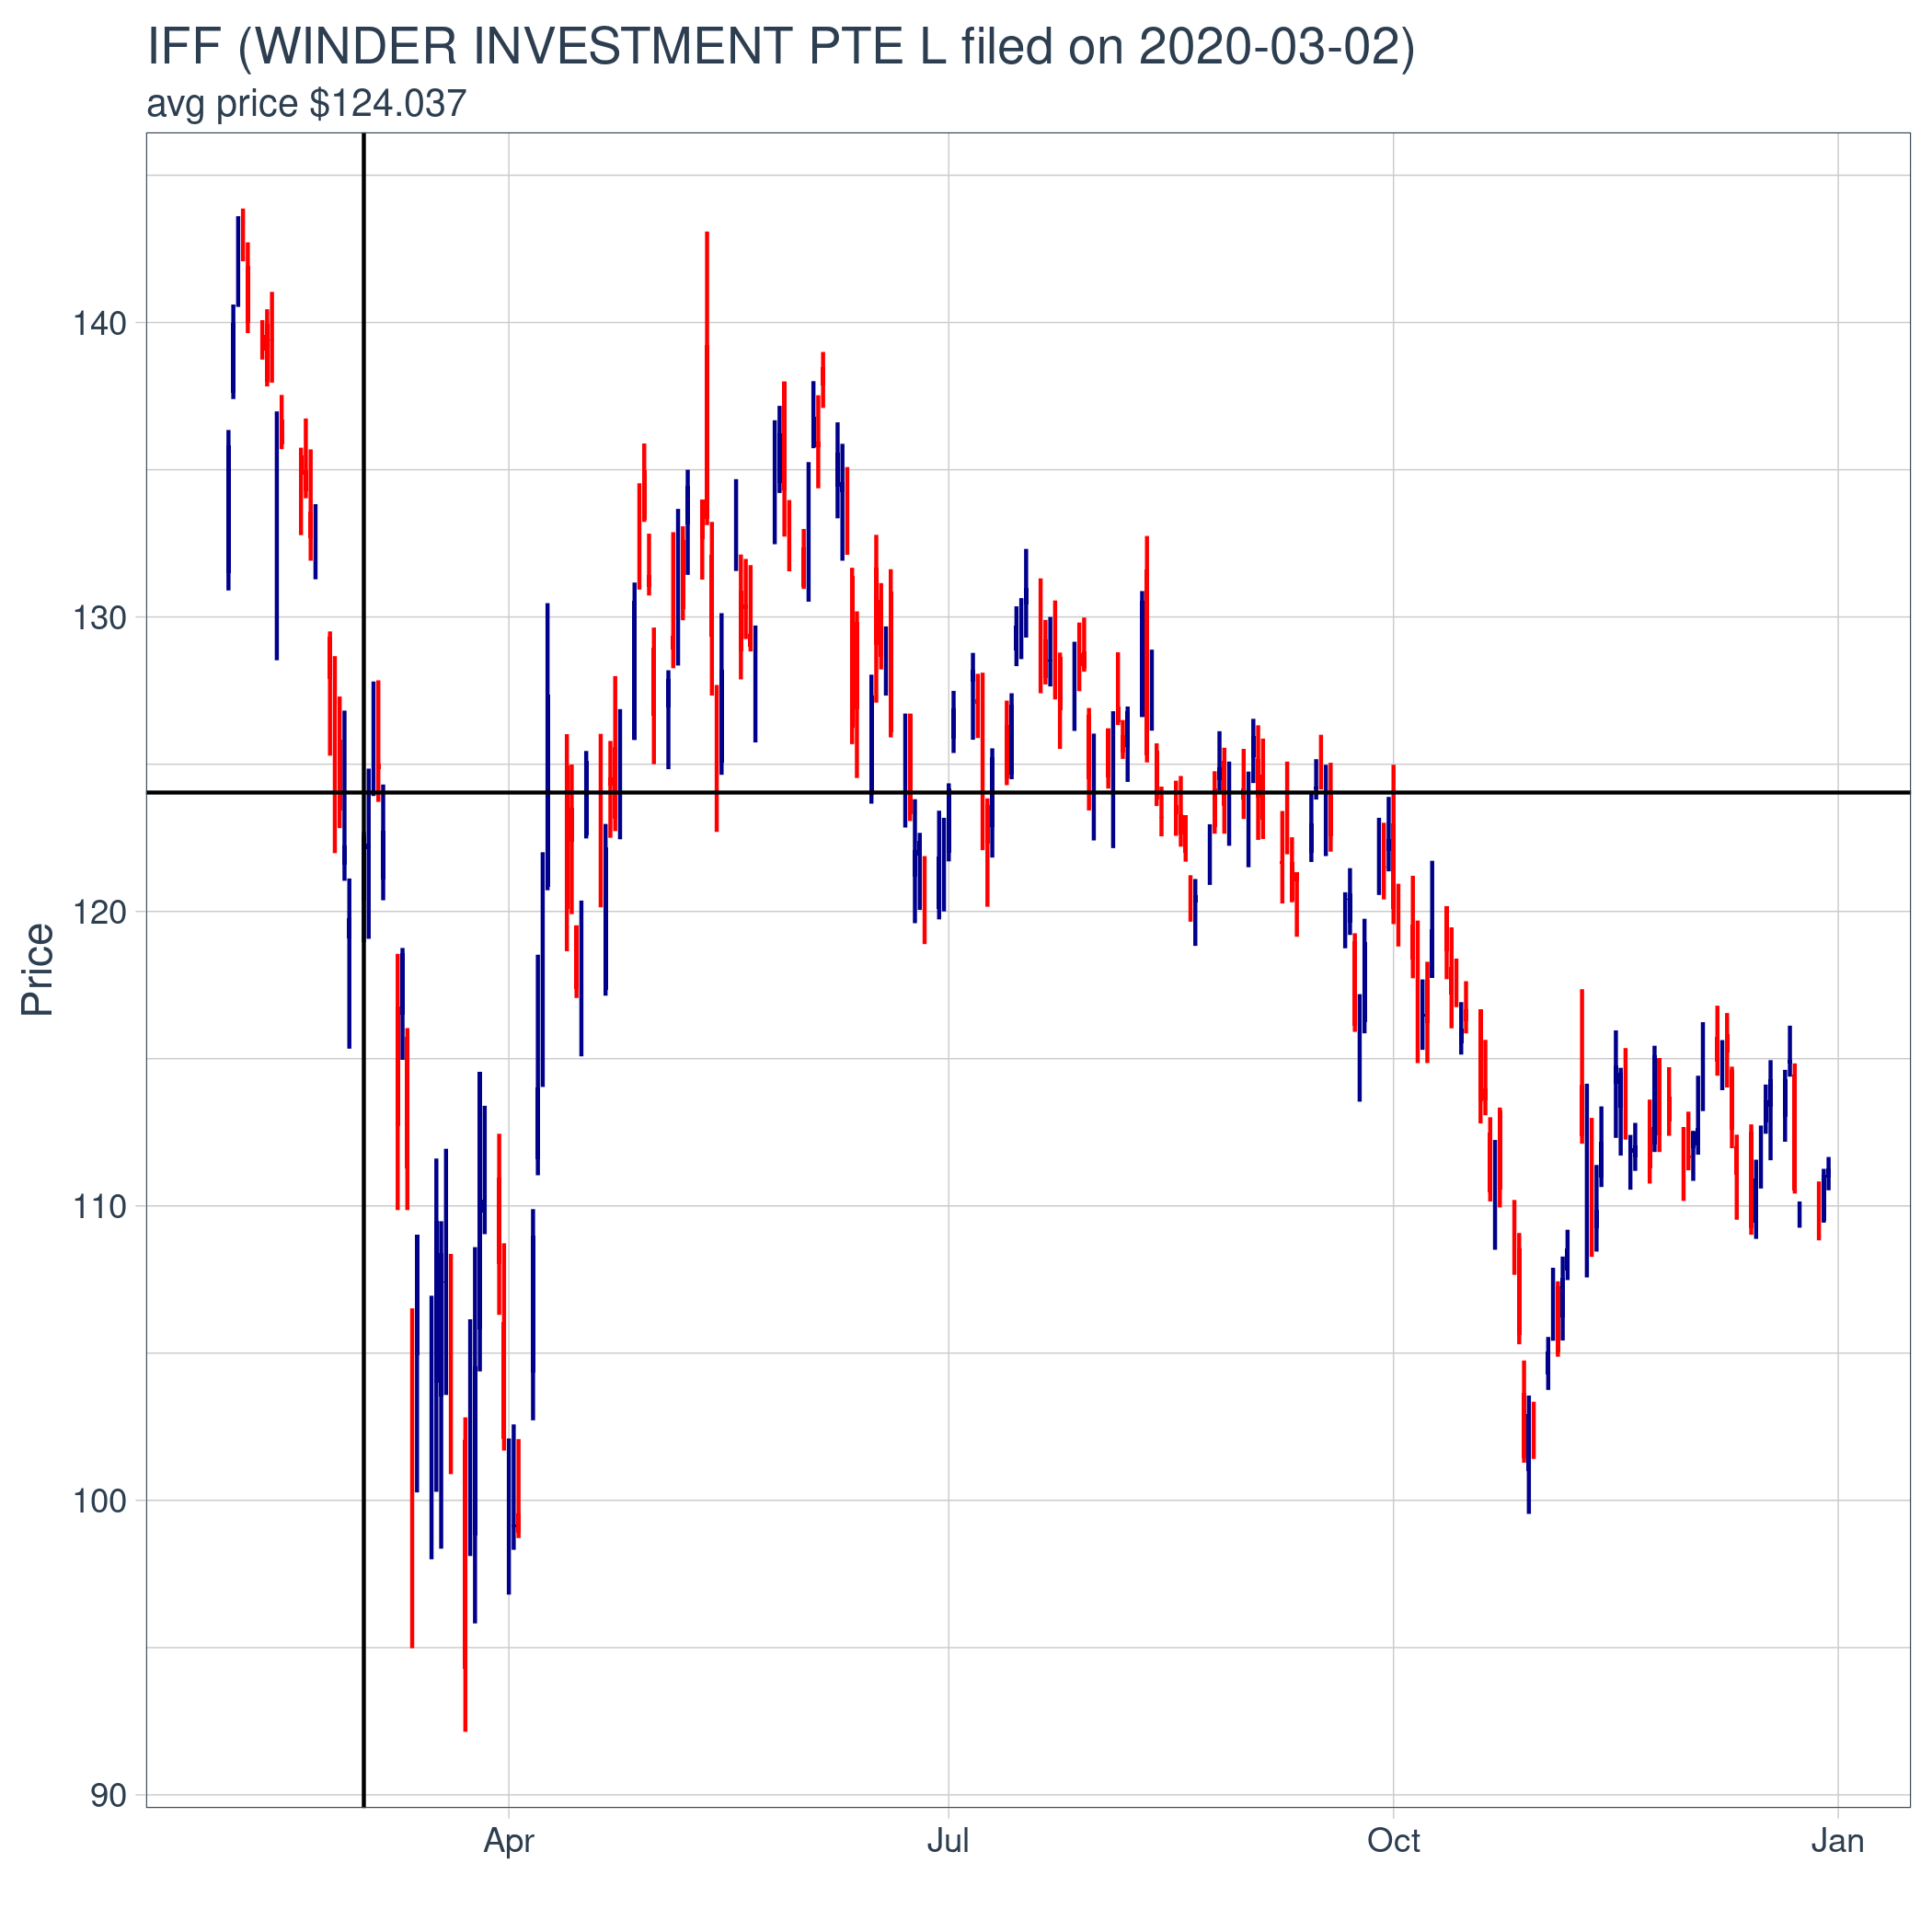 IFF (WINDER INVESTMENT PTE L filed on 2020-03-02)
avg price $124.037
140
130
120
110
100
90
Price
Apr Jul Oct Jan